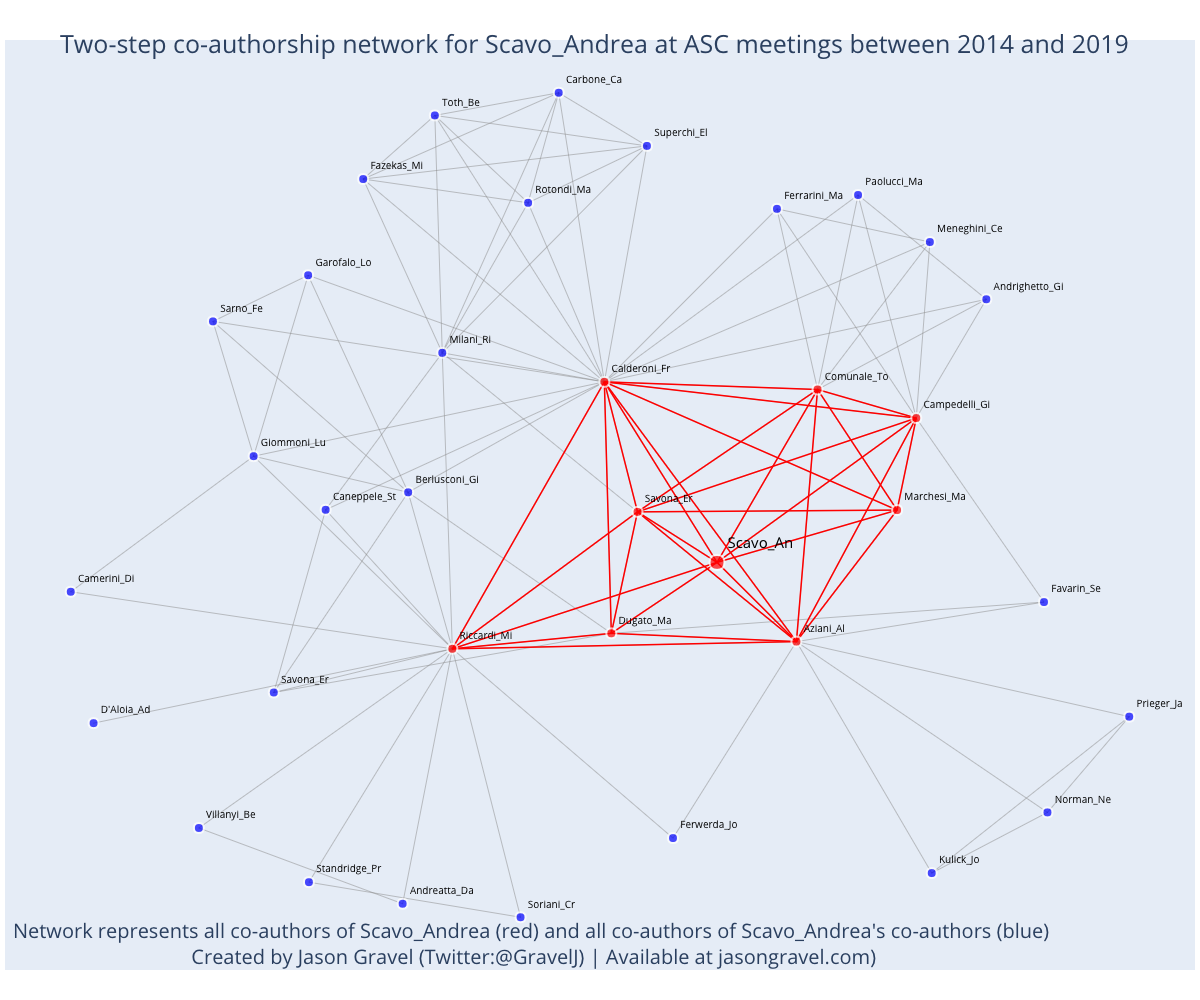 Two-step co-authorship network for Scavo_Andrea at ASC meetings between 2014 and 2019
Carbone_Ca
Toth_Be
Superchi_El
Fazekas_Mi
Paolucci_Ma
Rotondi_Ma
Ferrarini_Ma
Meneghini_Ce
Garofalo_Lo
Andrighetto_Gi
Sarno_Fe
Milani_Ri
Calderoni_Fr
Comunale_To
Campedelli_Gi
Giommoni_Lu
Berlusconi_Gi
Caneppele_St
Savona_Er
Marchesi_Ma
Scavo_An
Camerini_Di
Favarin_Se
Dugato_Ma
Aziani_Al
Riccardi_Mi
Savona_Er
Prieger_Ja
D'Aloia_Ad
Norman_Ne
Villanyi_Be
Ferwerda_Jo
Kulick_Jo
Standridge_Pr
Andreatta_Da
Soriani_Cr
Network represents all co-authors of Scavo_Andrea (red) and all co-authors of Scavo_Andrea's co-authors (blue)
Created by Jason Gravel (Twitter:@GravelJ) | Available at jasongravel.com)